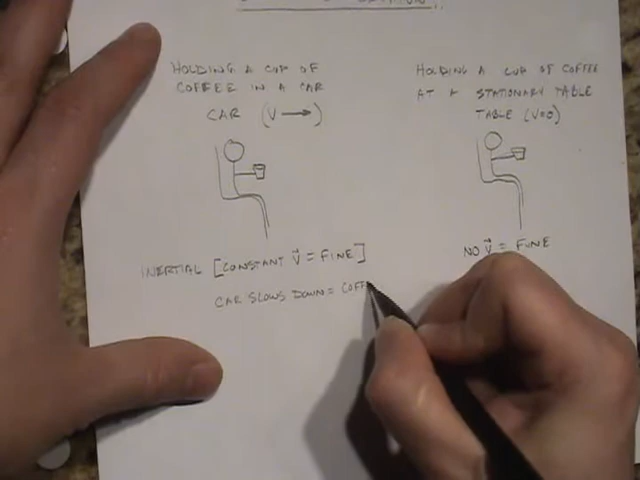 HOLDING A CUP OF
COFFEE IN A CAR
CAR (V →)
HOLDING A CUP OF COFFEE
AT A STATIONARY TABLE
TABLE (V=0)
INERTIAL [CONSTANT V⃗ = FINE]
CAR SLOWS DOWN = COFF
NO V⃗ = FINE